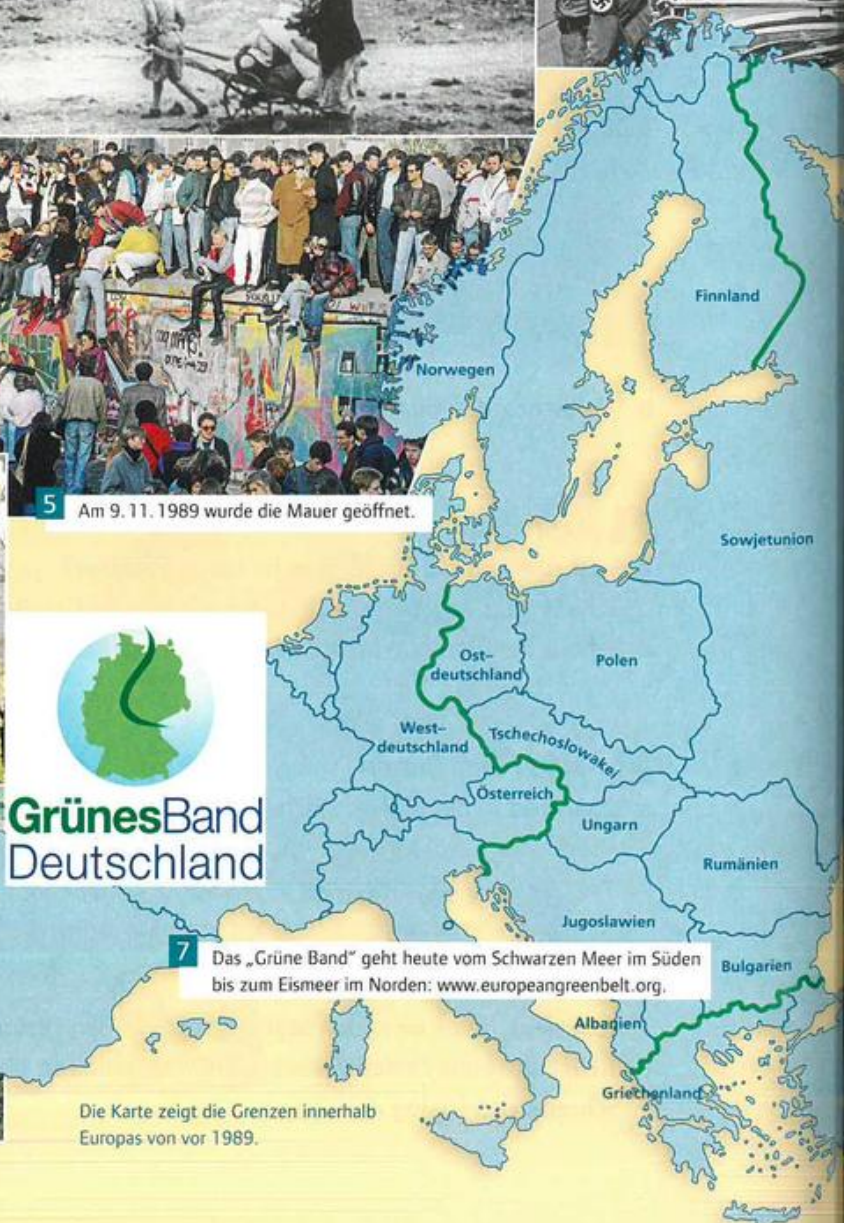 Finnland
Norwegen
5
Am 9.11.1989 wurde die Mauer geöffnet.
Sowjetunion
Ost-
deutschland
Polen
West-
deutschland
Tschechoslowakei
Österreich
Ungarn
GrünesBand
Deutschland
Rumänien
Jugoslawien
7
Das „Grüne Band“ geht heute vom Schwarzen Meer im Süden
bis zum Eismeer im Norden: www.europeangreenbelt.org.
Bulgarien
Albanien
Griechenland
Die Karte zeigt die Grenzen innerhalb
Europas von vor 1989.